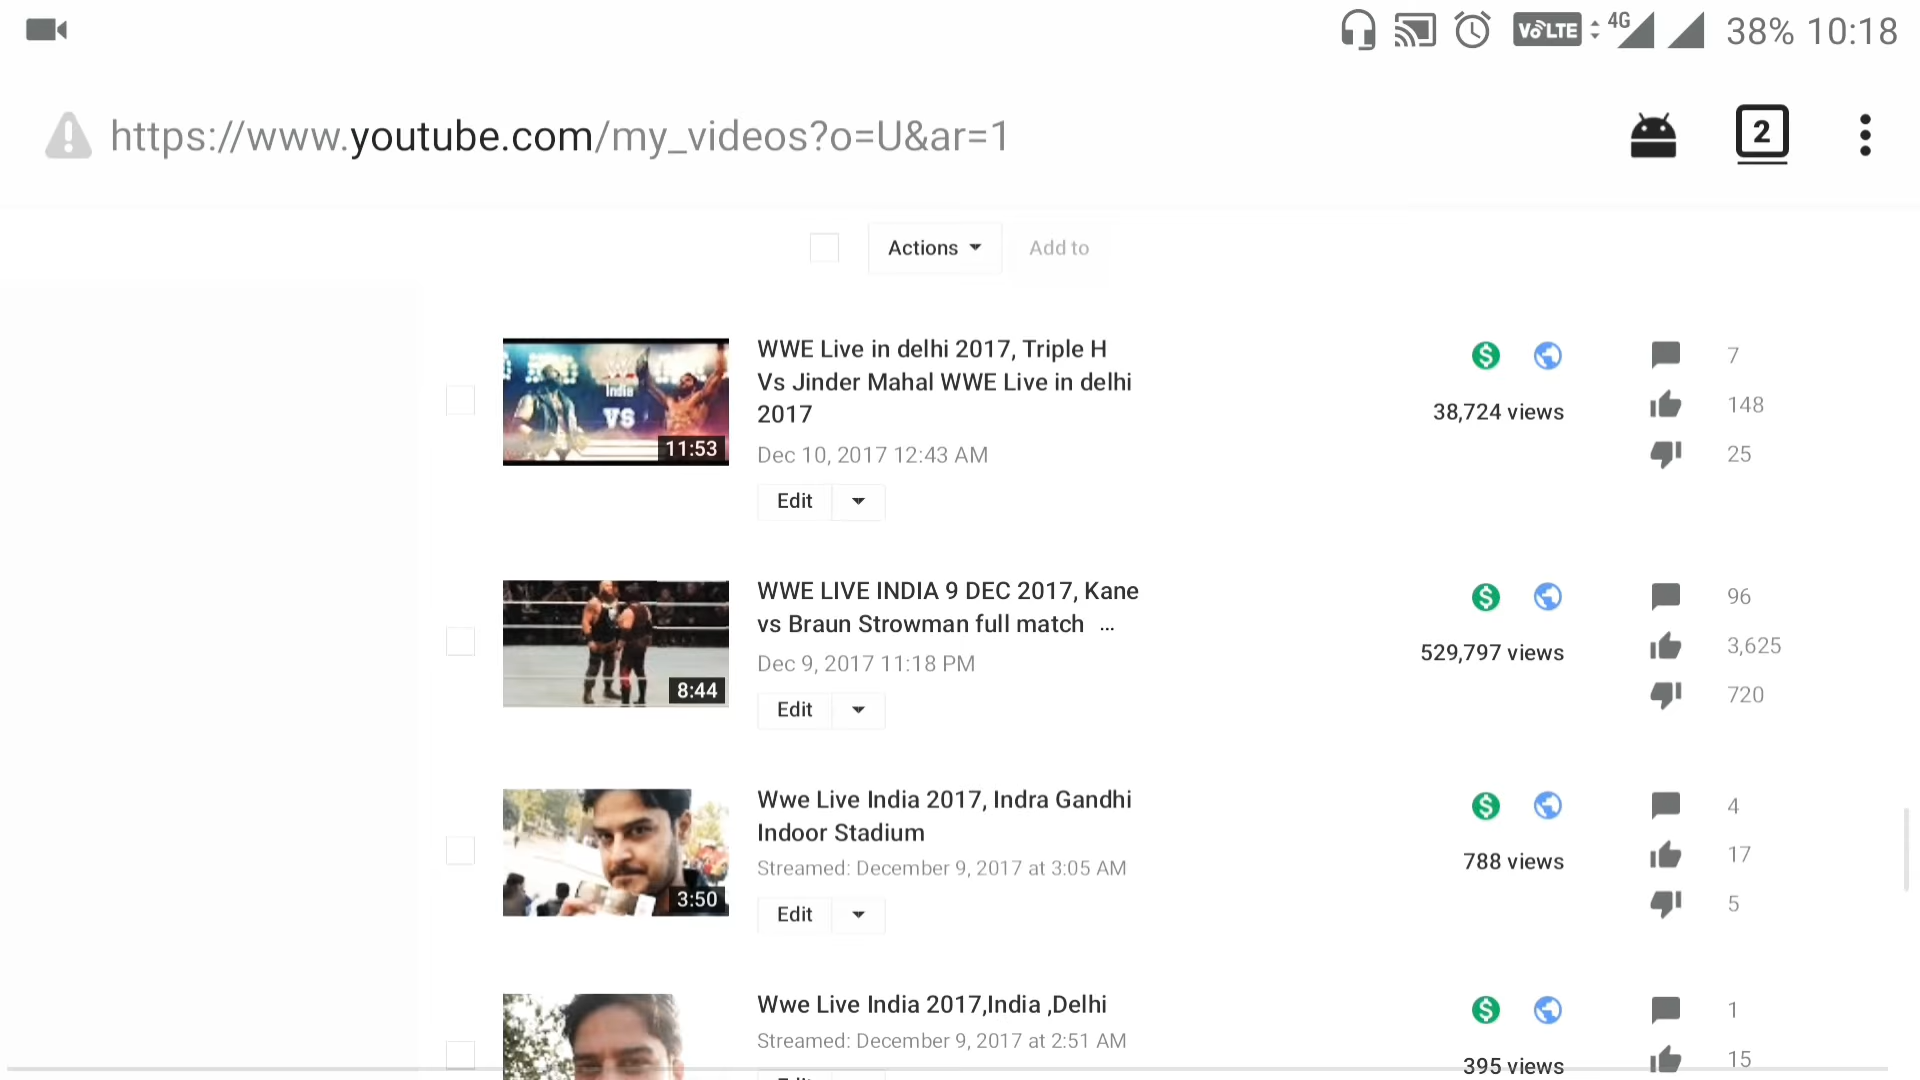 VoLTE 4G 38% 10:18
https://www.youtube.com/my_videos?o=U&ar=1
2
Actions Add to
India
VS
11:53
WWE Live in delhi 2017, Triple H
Vs Jinder Mahal WWE Live in delhi
2017
Dec 10, 2017 12:43 AM
Edit
38,724 views
7
148
25
8:44
WWE LIVE INDIA 9 DEC 2017, Kane
vs Braun Strowman full match ...
Dec 9, 2017 11:18 PM
Edit
529,797 views
96
3,625
720
3:50
Wwe Live India 2017, Indra Gandhi
Indoor Stadium
Streamed: December 9, 2017 at 3:05 AM
Edit
788 views
4
17
5
Wwe Live India 2017,India ,Delhi
Streamed: December 9, 2017 at 2:51 AM
395 views
1
15